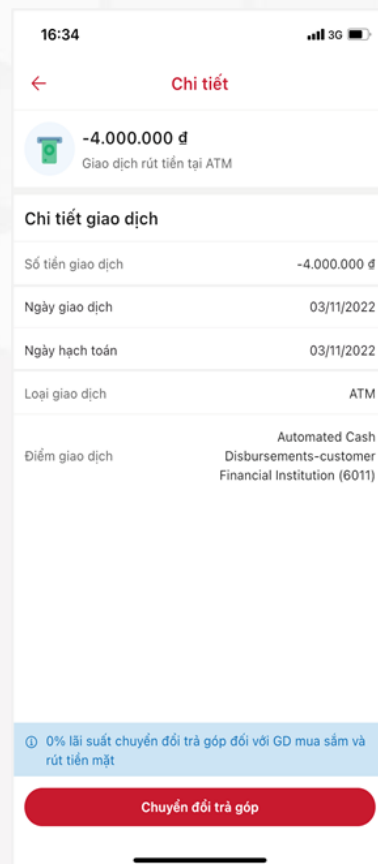 16:34
3G
Chi tiết
-4.000.000 ₫
Giao dịch rút tiền tại ATM
Chi tiết giao dịch
Số tiền giao dịch -4.000.000 ₫
Ngày giao dịch 03/11/2022
Ngày hạch toán 03/11/2022
Loại giao dịch ATM
Điểm giao dịch Automated Cash
Disbursements-customer
Financial Institution (6011)
0% lãi suất chuyển đổi trả góp đối với GD mua sắm và
rút tiền mặt
Chuyển đổi trả góp